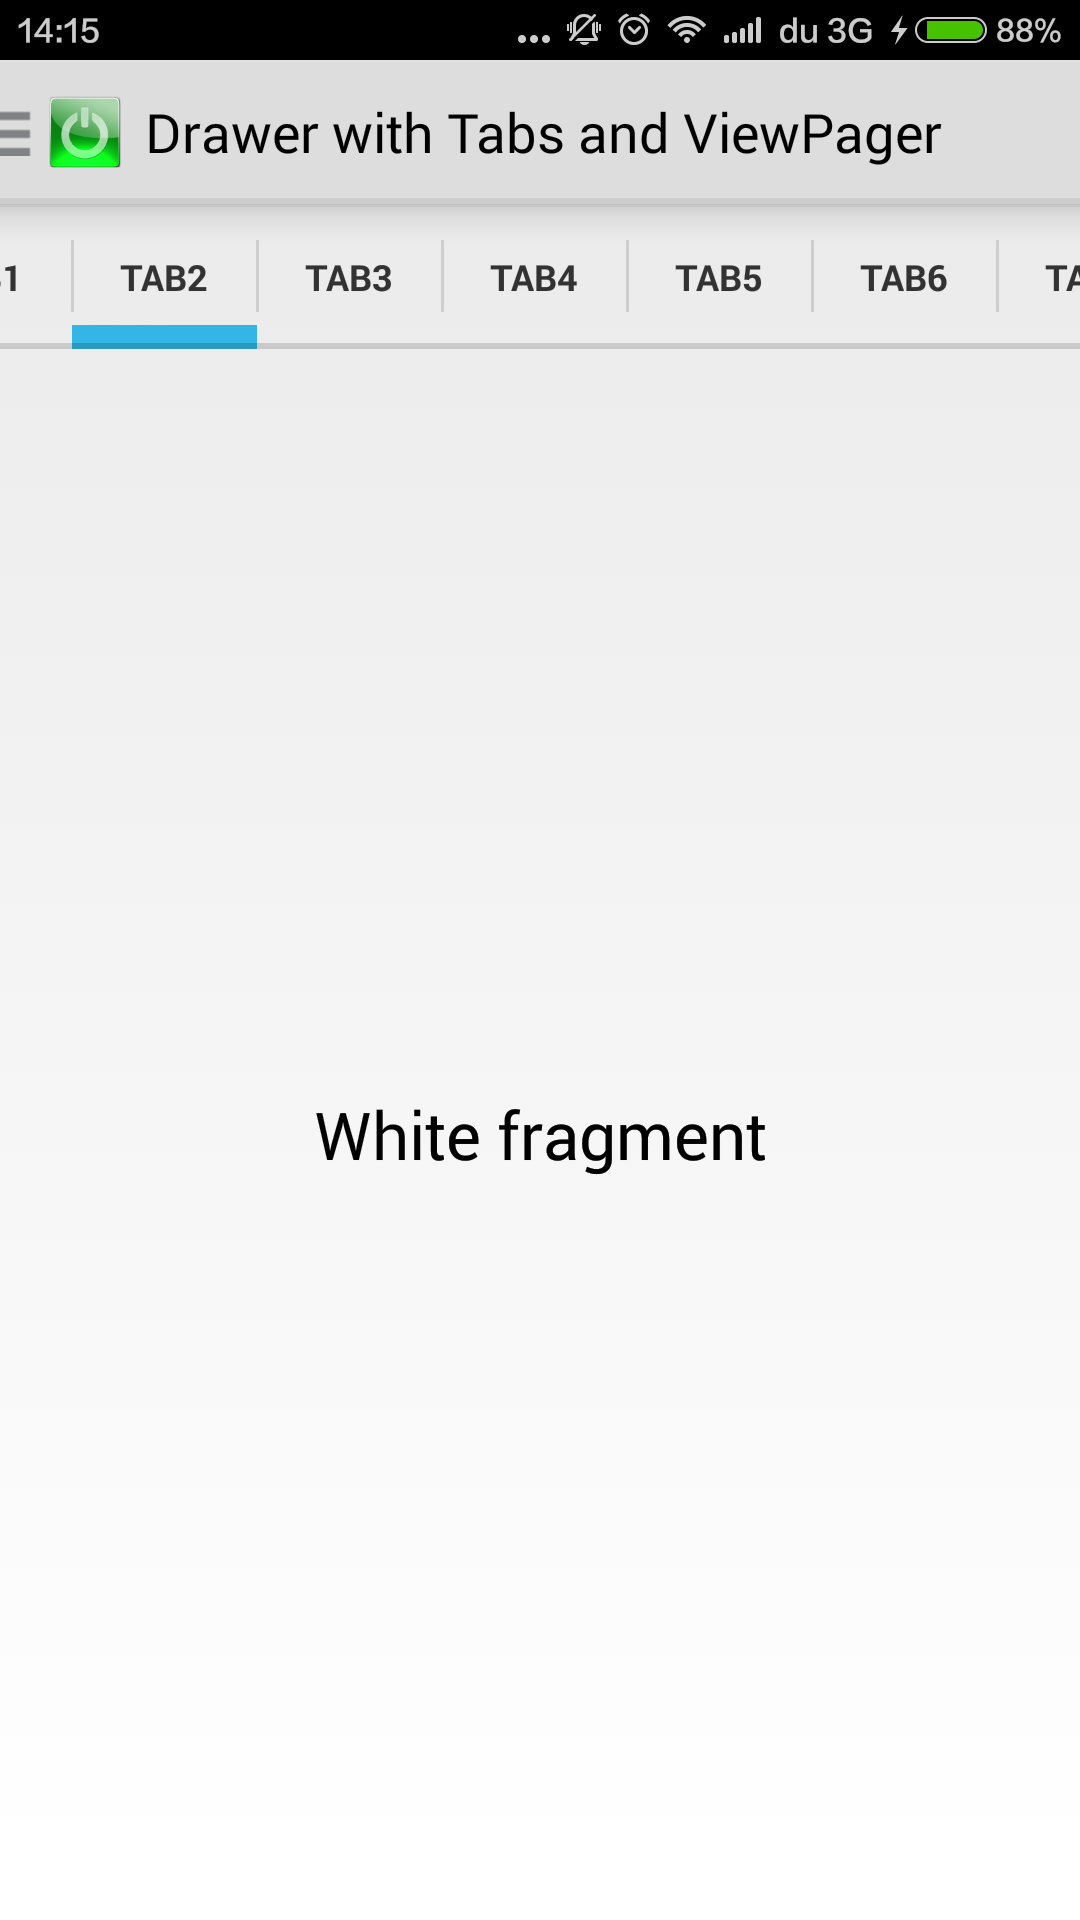 14:15 ... du 3G 88%
Drawer with Tabs and ViewPager
1 TAB2 TAB3 TAB4 TAB5 TAB6 TA
White fragment